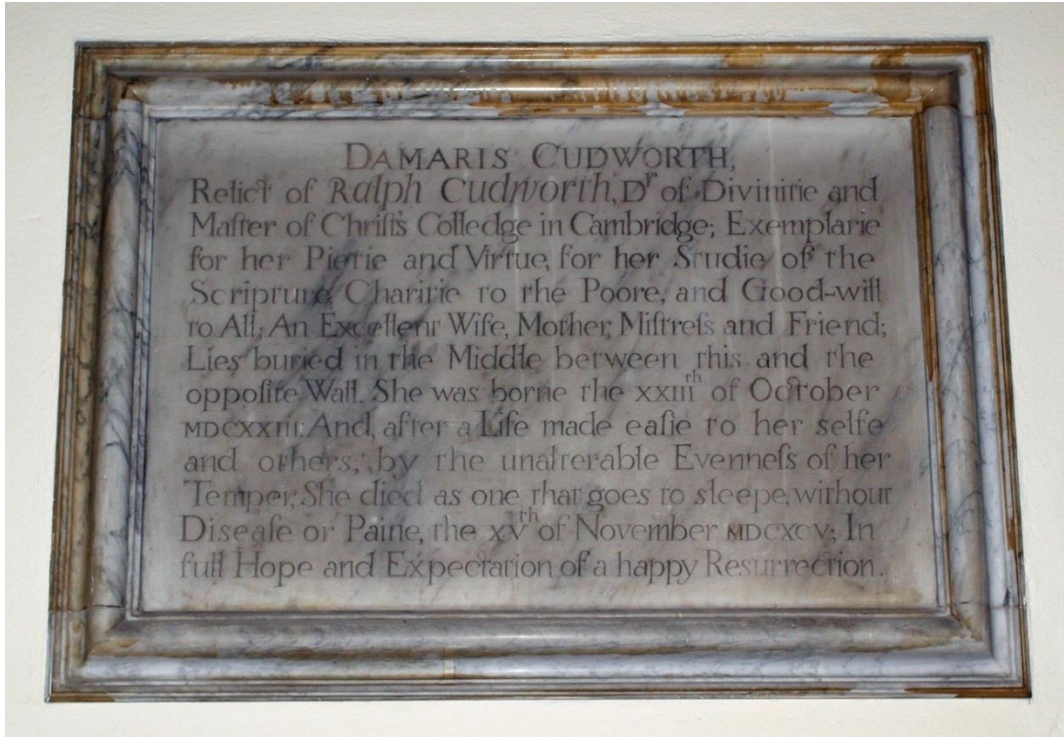 DAMARIS CUDWORTH,
Relict of Ralph Cudworth, Dr of Divinitie and
Maſter of Chriſt's Colledge in Cambridge; Exemplarie
for her Pietie and Virtue, for her Studie of the
Scripture, Charitie to the Poore, and Good-will
to All; An Excellent Wife, Mother, Miſtreſs and Friend;
Lies buried in the Middle between this and the
oppoſite Wall. She was borne the XXIIIth of October
MDCXXIII: And, after a Life made eaſie to her selfe
and others, by the unalterable Evenneſs of her
Temper, She died as one that goes to sleepe, without
Diseaſe or Paine, the XVth of November MDCXCV; In
full Hope and Expectation of a happy Resurrection.